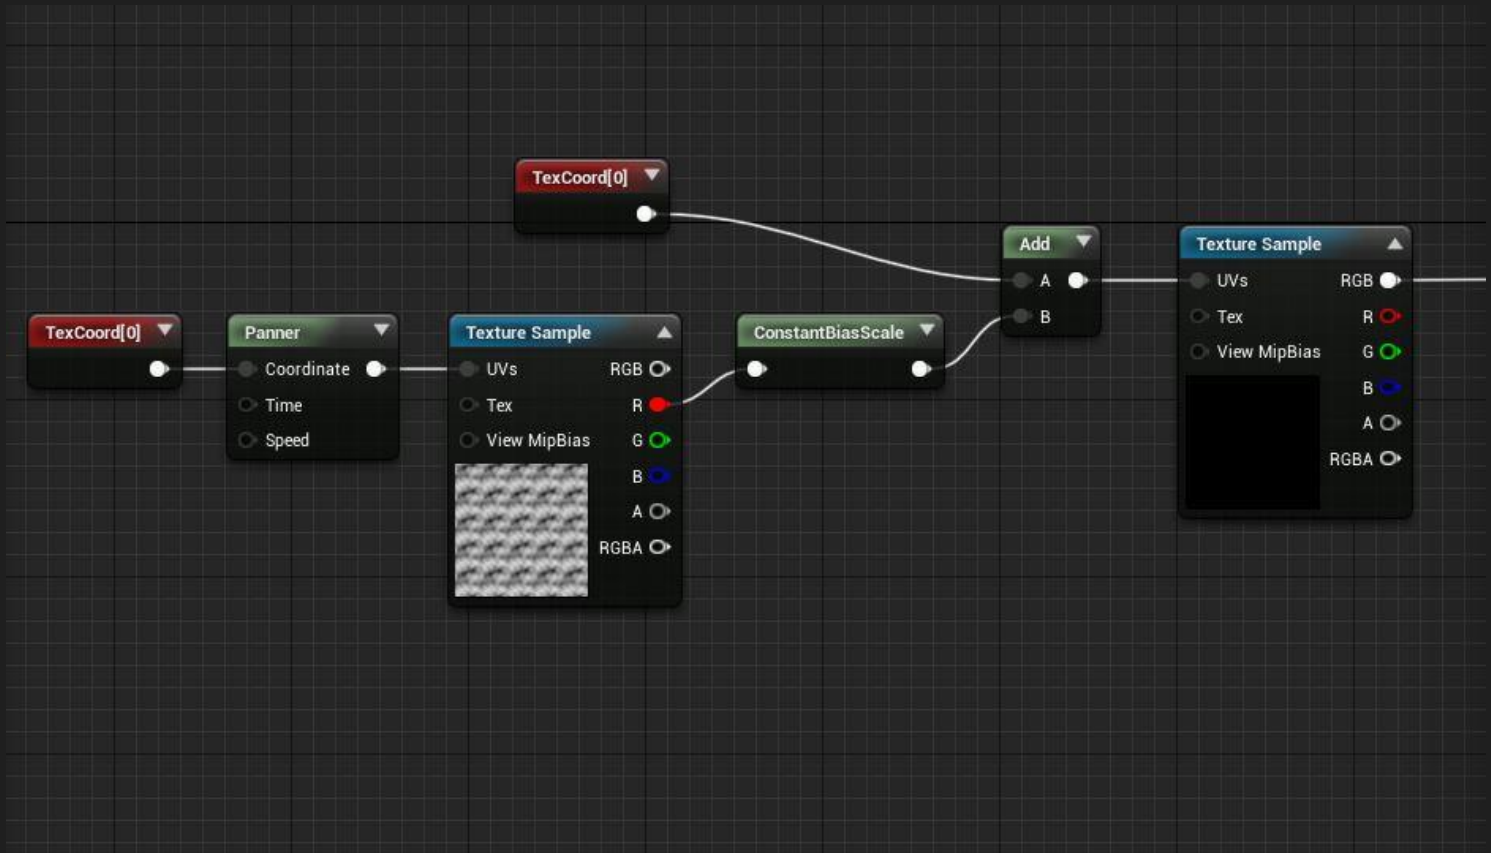 TexCoord[0]
Add
A
B
Texture Sample
UVs
RGB
Tex
R
View MipBias
G
B
A
RGBA
TexCoord[0]
Panner
Coordinate
Time
Speed
Texture Sample
UVs
RGB
Tex
R
View MipBias
G
B
A
RGBA
ConstantBiasScale